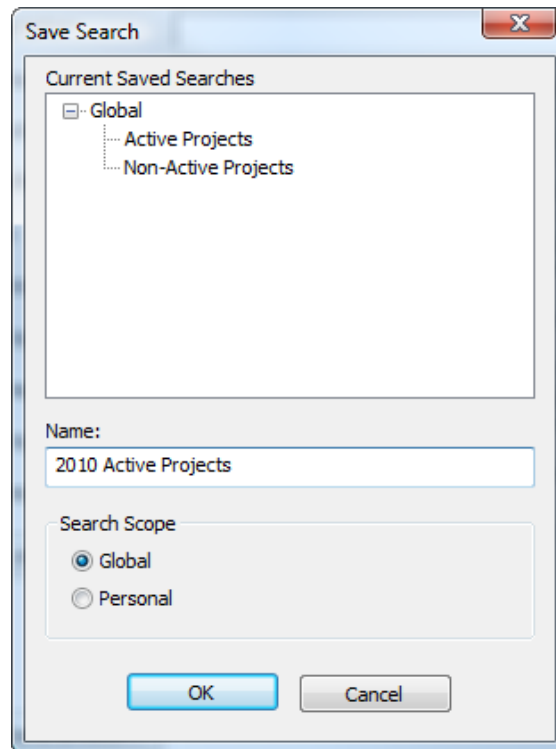 Save Search
Current Saved Searches
Global
Active Projects
Non-Active Projects
Name:
2010 Active Projects
Search Scope
Global
Personal
OK
Cancel